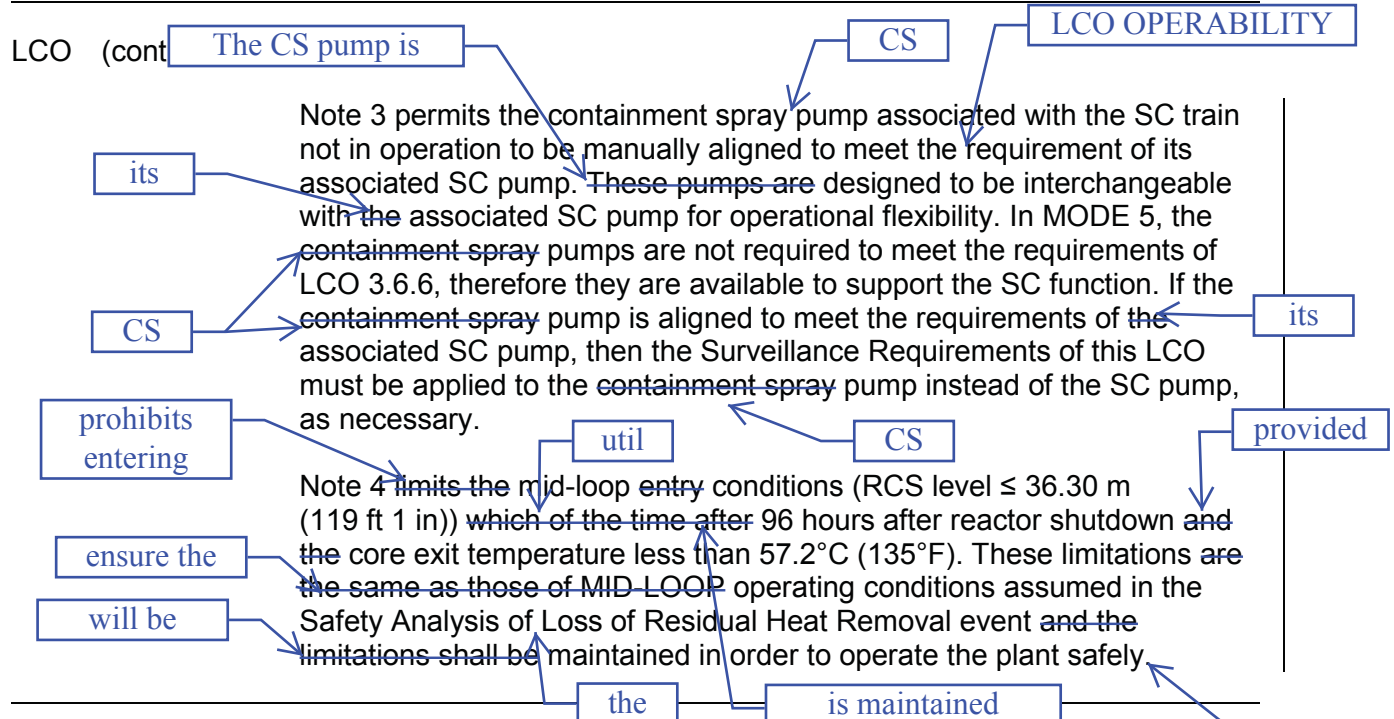 LCO OPERABILITY
CS
The CS pump is
LCO (cont
Note 3 permits the containment spray pump associated with the SC train
not in operation to be manually aligned to meet the requirement of its
associated SC pump. These pumps are designed to be interchangeable
its
with the associated SC pump for operational flexibility. In MODE 5, the
containment spray pumps are not required to meet the requirements of
LCO 3.6.6, therefore they are available to support the SC function. If the
CS
containment spray pump is aligned to meet the requirements of the
its
associated SC pump, then the Surveillance Requirements of this LCO
must be applied to the containment spray pump instead of the SC pump,
as necessary.
prohibits
entering
util
CS
provided
Note 4 limits the mid-loop entry conditions (RCS level ≤ 36.30 m
(119 ft 1 in)) which of the time after 96 hours after reactor shutdown and
the core exit temperature less than 57.2°C (135°F). These limitations are
ensure the
the same as those of MID-LOOP operating conditions assumed in the
will be
Safety Analysis of Loss of Residual Heat Removal event and the
limitations shall be maintained in order to operate the plant safely.
the
is maintained